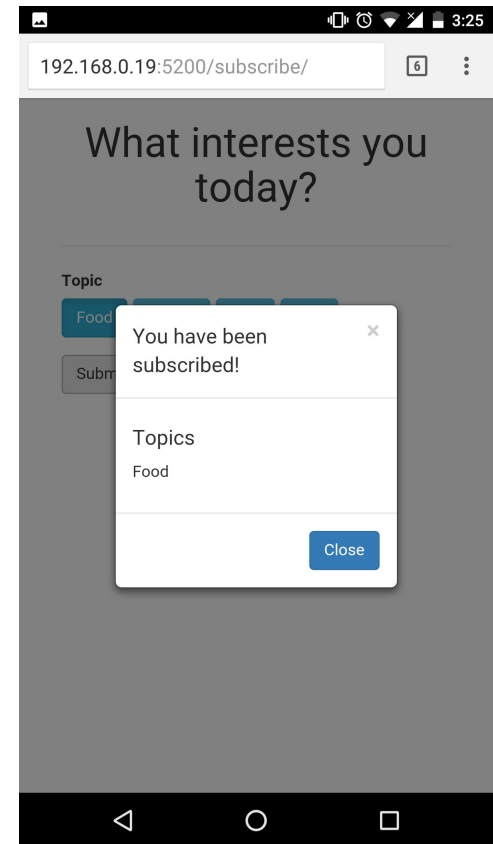 3:25
192.168.0.19:5200/subscribe/
6
What interests you
today?
Topic
Food
Subm
You have been
subscribed!
×
Topics
Food
Close